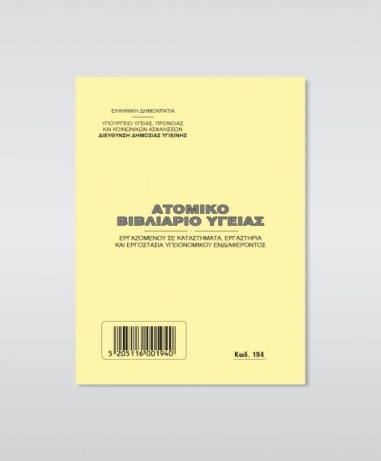 ΕΛΛΗΝΙΚΗ ΔΗΜΟΚΡΑΤΙΑ
ΥΠΟΥΡΓΕΙΟ ΥΓΕΙΑΣ, ΠΡΟΝΟΙΑΣ
ΚΑΙ ΚΟΙΝΩΝΙΚΩΝ ΑΣΦΑΛΙΣΕΩΝ
ΔΙΕΥΘΥΝΣΗ ΔΗΜΟΣΙΑΣ ΥΓΙΕΙΝΗΣ
ΑΤΟΜΙΚΟ
ΒΙΒΛΙΑΡΙΟ ΥΓΕΙΑΣ
ΕΡΓΑΖΟΜΕΝΟΥ ΣΕ ΚΑΤΑΣΤΗΜΑΤΑ, ΕΡΓΑΣΤΗΡΙΑ
ΚΑΙ ΕΡΓΟΣΤΑΣΙΑ ΥΓΕΙΟΝΟΜΙΚΟΥ ΕΝΔΙΑΦΕΡΟΝΤΟΣ
5 205116 001940
Κωδ. 194